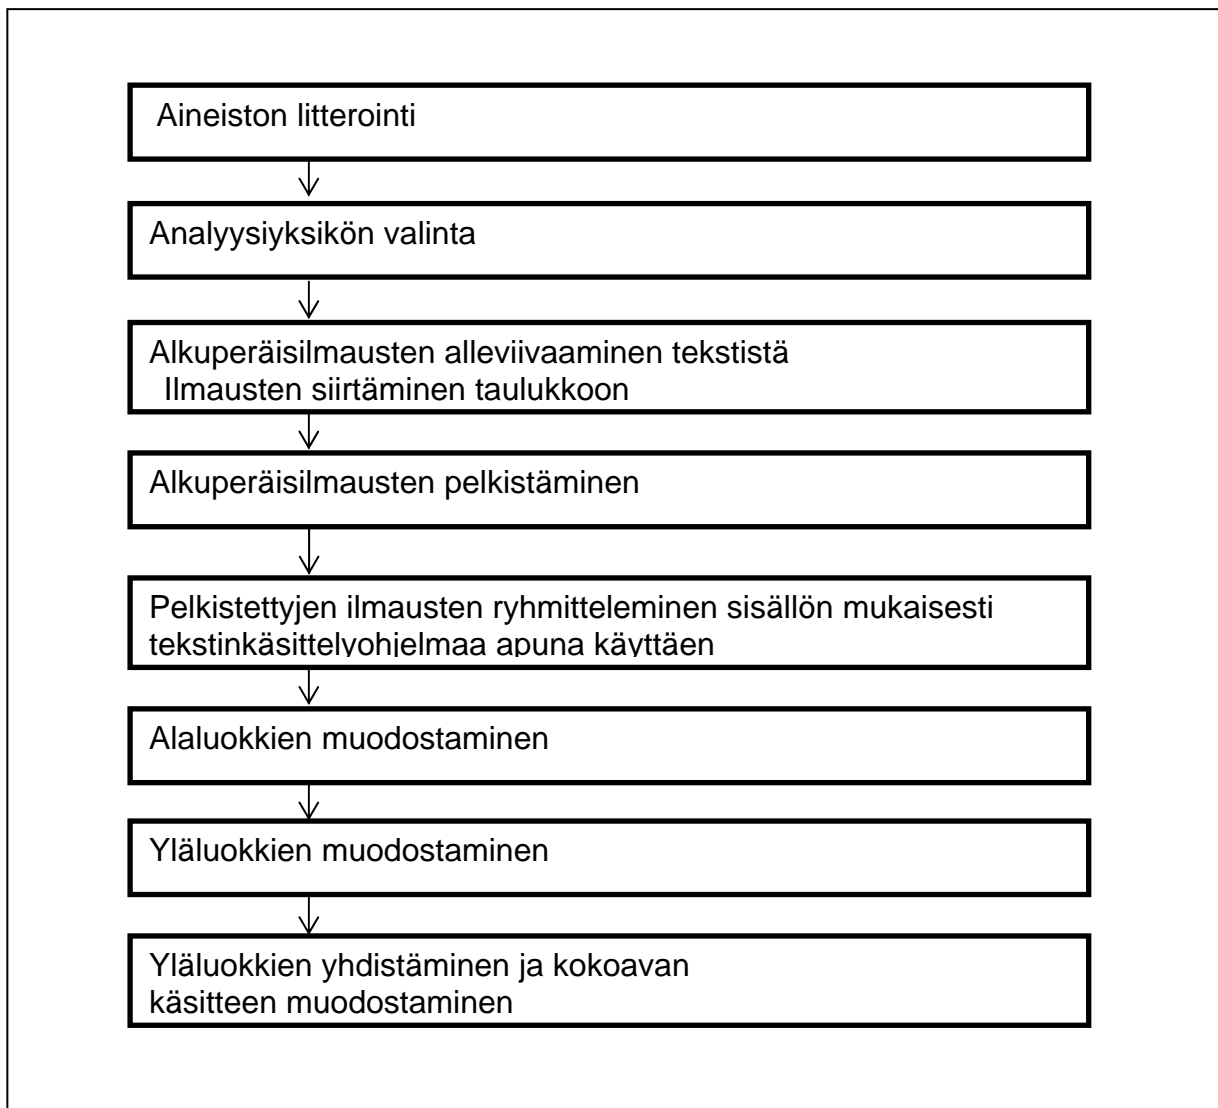 Aineiston litterointi
Analyysiyksikön valinta
Alkuperäisilmausten alleviivaaminen tekstistä
Ilmausten siirtäminen taulukkoon
Alkuperäisilmausten pelkistäminen
Pelkistettyjen ilmausten ryhmitteleminen sisällön mukaisesti
tekstinkäsittelyohjelmaa apuna käyttäen
Alaluokkien muodostaminen
Yläluokkien muodostaminen
Yläluokkien yhdistäminen ja kokoavan
käsitteen muodostaminen